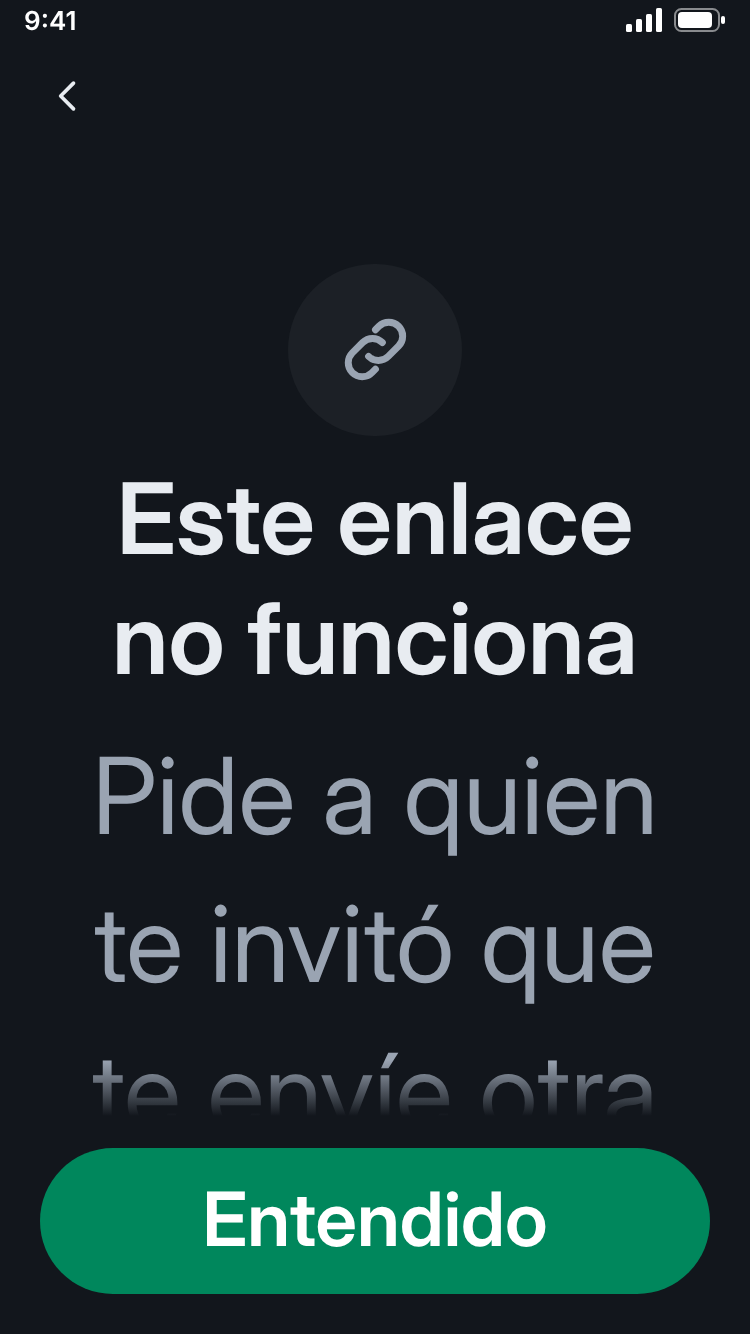 9:41
Este enlace
no funciona
Pide a quien
te invitó que
te envíe otra
Entendido